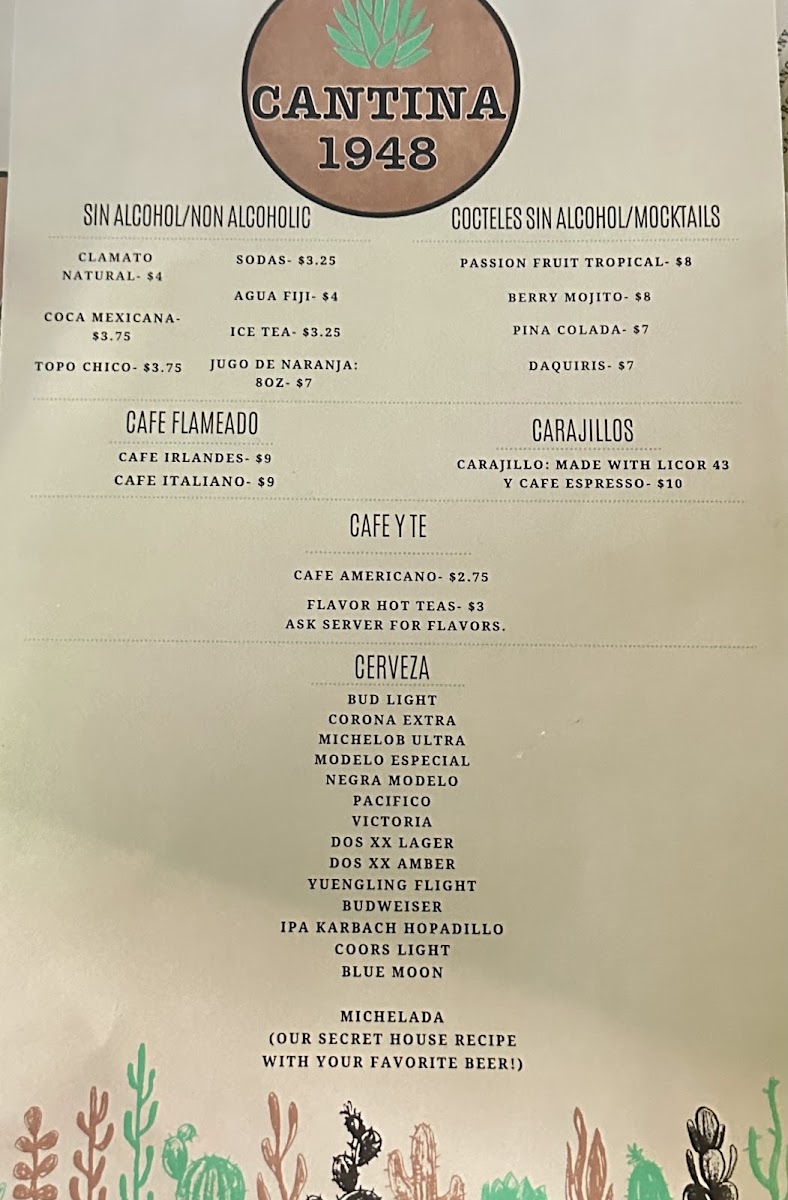 CANTINA
1948
SIN ALCOHOL/NON ALCOHOLIC
CLAMATO
NATURAL- $4
COCA MEXICANA-
$3.75
TOPO CHICO- $3.75
SODAS- $3.25
AGUA FIJI- $4
ICE TEA- $3.25
JUGO DE NARANJA:
8OZ- $7
COCTELES SIN ALCOHOL/MOCKTAILS
PASSION FRUIT TROPICAL- $8
BERRY MOJITO- $8
PINA COLADA- $7
DAQUIRIS- $7
CAFE FLAMEADO
CAFE IRLANDES- $9
CAFE ITALIANO- $9
CARAJILLOS
CARAJILLO: MADE WITH LICOR 43
Y CAFE ESPRESSO- $10
CAFE Y TE
CAFE AMERICANO- $2.75
FLAVOR HOT TEAS- $3
ASK SERVER FOR FLAVORS.
CERVEZA
BUD LIGHT
CORONA EXTRA
MICHELOB ULTRA
MODELO ESPECIAL
NEGRA MODELO
PACIFICO
VICTORIA
DOS XX LAGER
DOS XX AMBER
YUENGLING FLIGHT
BUDWEISER
IPA KARBACH HOPADILLO
COORS LIGHT
BLUE MOON
MICHELADA
(OUR SECRET HOUSE RECIPE
WITH YOUR FAVORITE BEER!)